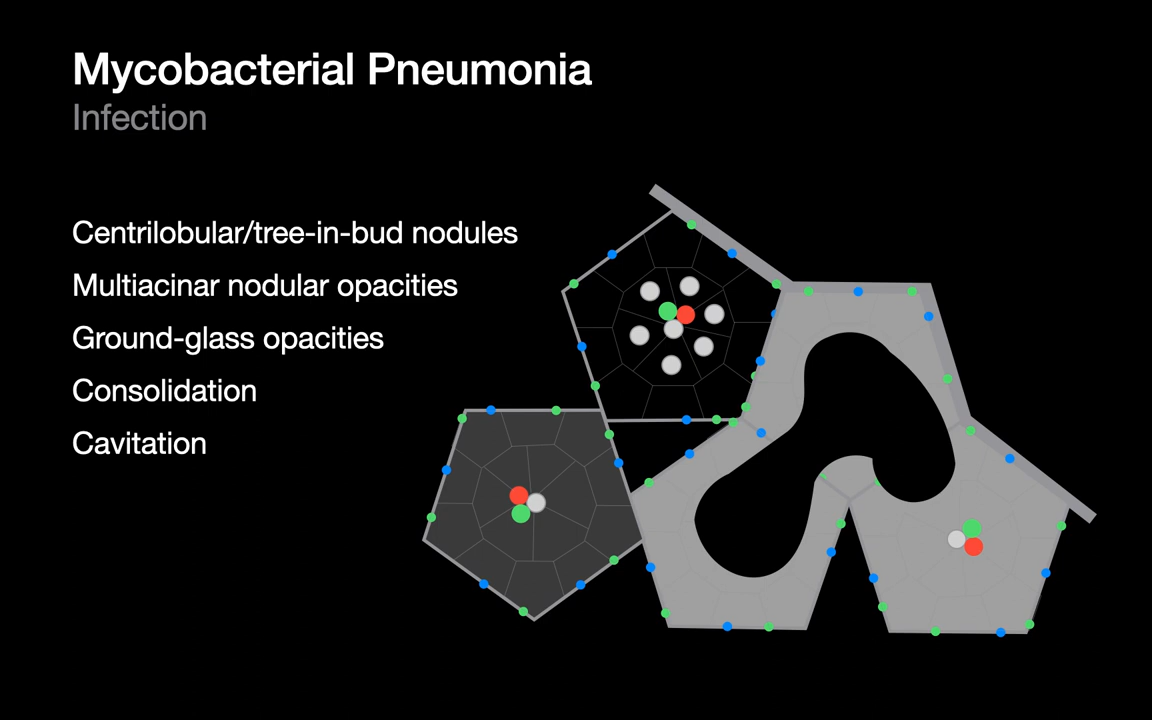 Mycobacterial Pneumonia
Infection
Centrilobular/tree-in-bud nodules
Multiacinar nodular opacities
Ground-glass opacities
Consolidation
Cavitation